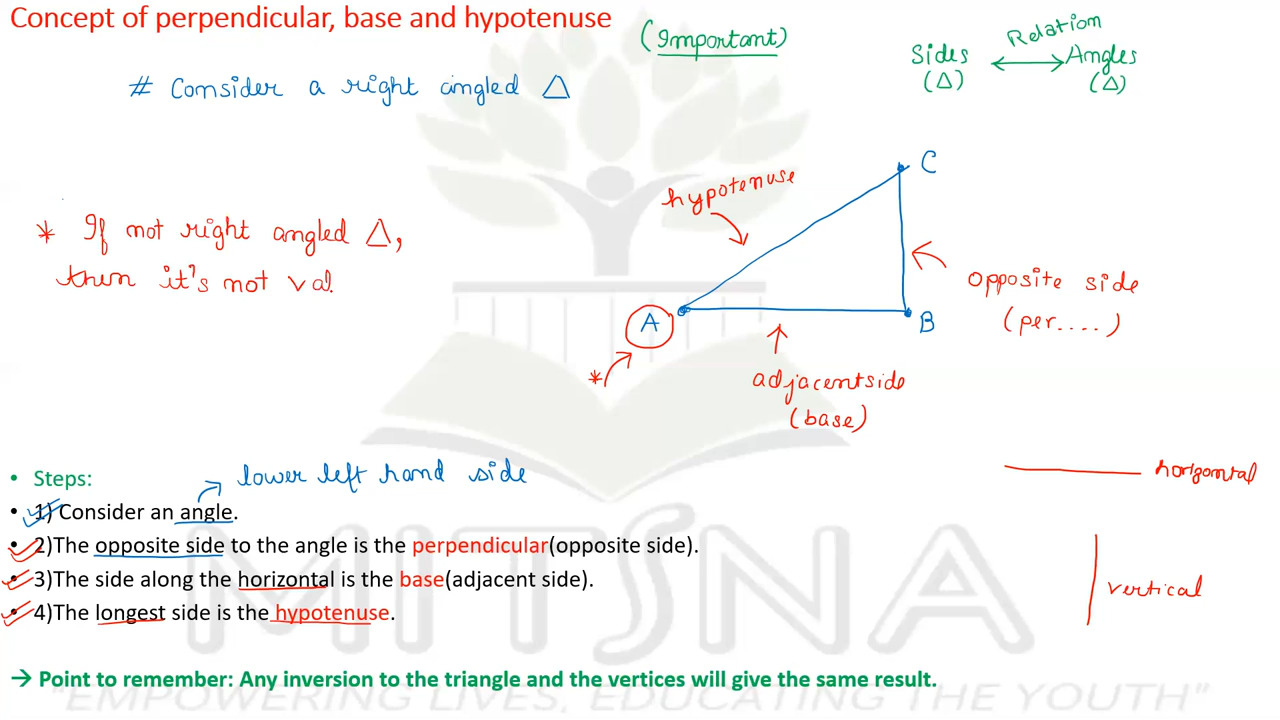 Concept of perpendicular, base and hypotenuse
(Important)
Relation
Sides
Angles
(Δ)
(Δ)
# Consider a right angled Δ
C
hypotenuse
* If not right angled Δ,
then it's not val
opposite side
(per....)
A
B
*
adjacent side
(base)
lower left hand side
horizontal
• Steps:
• 1) Consider an angle.
• 2)The opposite side to the angle is the perpendicular(opposite side).
• 3)The side along the horizontal is the base(adjacent side).
• 4)The longest side is the hypotenuse.
vertical
MITSNA
→ Point to remember: Any inversion to the triangle and the vertices will give the same result.
"EMPOWERING LIVES, EDUCATING THE YOUTH"